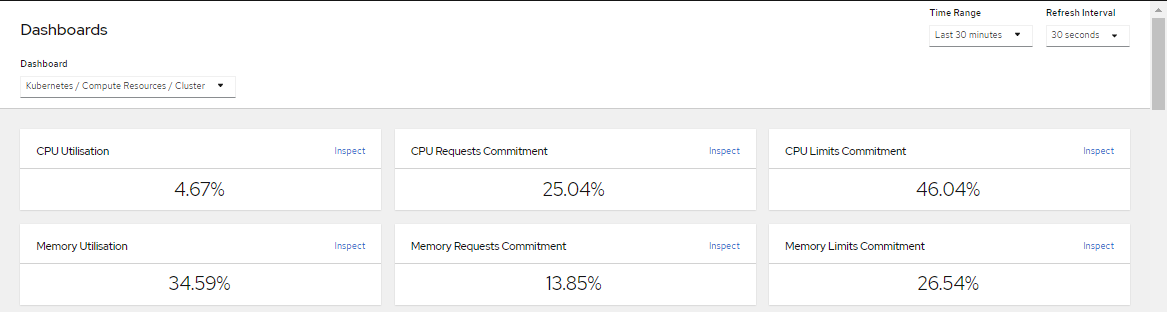 Dashboards
Time Range
Refresh Interval
Last 30 minutes
30 seconds
Dashboard
Kubernetes / Compute Resources / Cluster
CPU Utilisation
Inspect
CPU Requests Commitment
Inspect
CPU Limits Commitment
Inspect
4.67%
25.04%
46.04%
Memory Utilisation
Inspect
Memory Requests Commitment
Inspect
Memory Limits Commitment
Inspect
34.59%
13.85%
26.54%